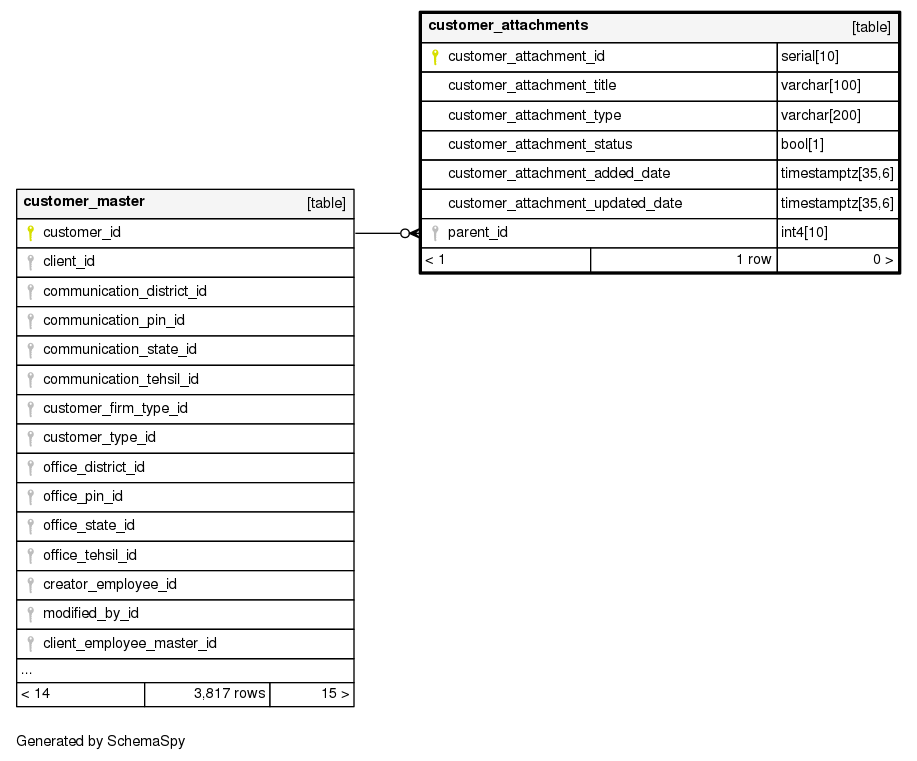 customer_attachments [table]
customer_attachment_id serial[10]
customer_attachment_title varchar[100]
customer_attachment_type varchar[200]
customer_attachment_status bool[1]
customer_attachment_added_date timestamptz[35,6]
customer_attachment_updated_date timestamptz[35,6]
parent_id int4[10]
< 1 1 row 0 >
customer_master [table]
customer_id
client_id
communication_district_id
communication_pin_id
communication_state_id
communication_tehsil_id
customer_firm_type_id
customer_type_id
office_district_id
office_pin_id
office_state_id
office_tehsil_id
creator_employee_id
modified_by_id
client_employee_master_id
...
< 14 3,817 rows 15 >
Generated by SchemaSpy